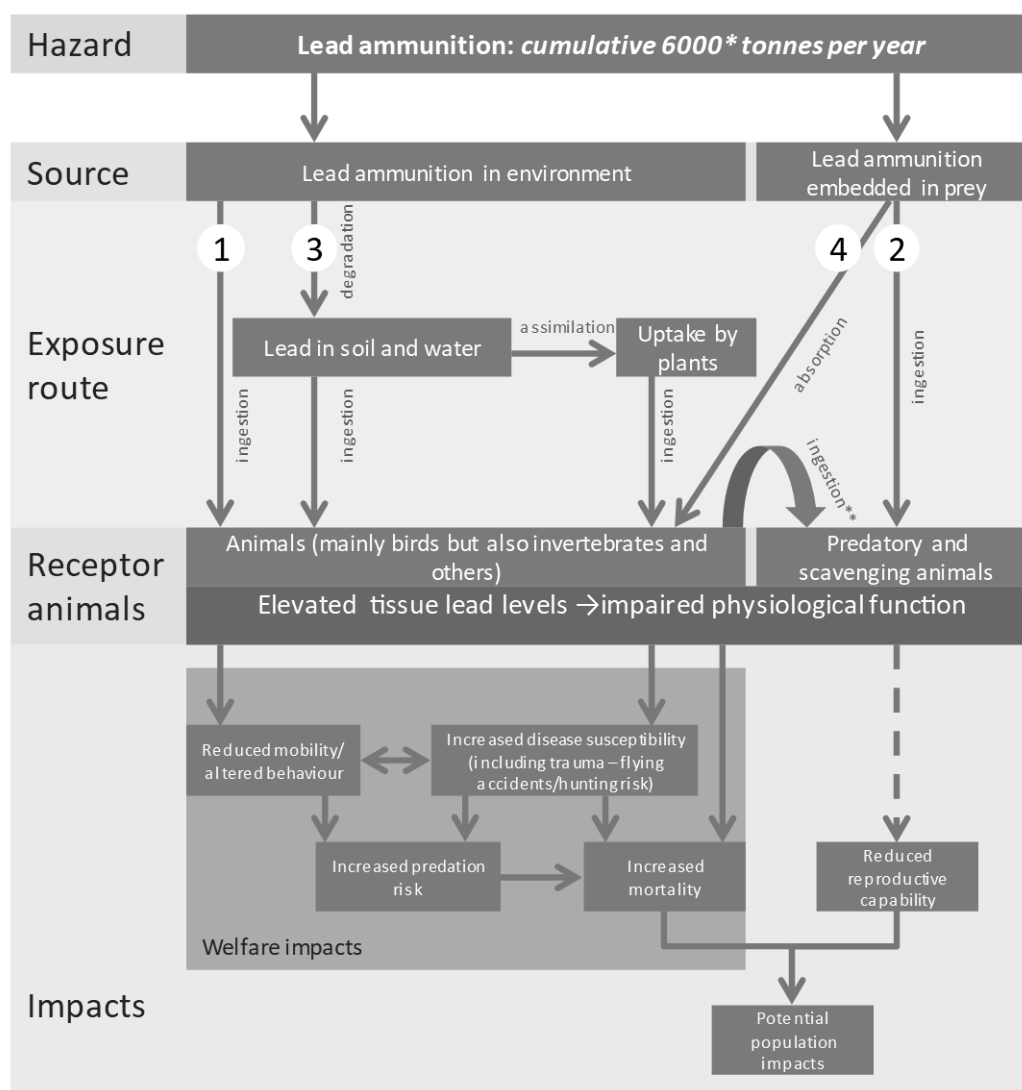 Hazard
Lead ammunition: cumulative 6000* tonnes per year
Source
Lead ammunition in environment
Lead ammunition
embedded in prey
1
3
degradation
4
2
Exposure
route
Lead in soil and water
assimilation
Uptake by
plants
absorption
ingestion
ingestion
ingestion
ingestion
ingestion**
Receptor
animals
Animals (mainly birds but also invertebrates and
others)
Predatory and
scavenging animals
Elevated tissue lead levels →impaired physiological function
Reduced mobility/
altered behaviour
Increased disease susceptibility
(including trauma – flying
accidents/hunting risk)
Increased predation
risk
Increased
mortality
Reduced
reproductive
capability
Welfare impacts
Impacts
Potential
population
impacts